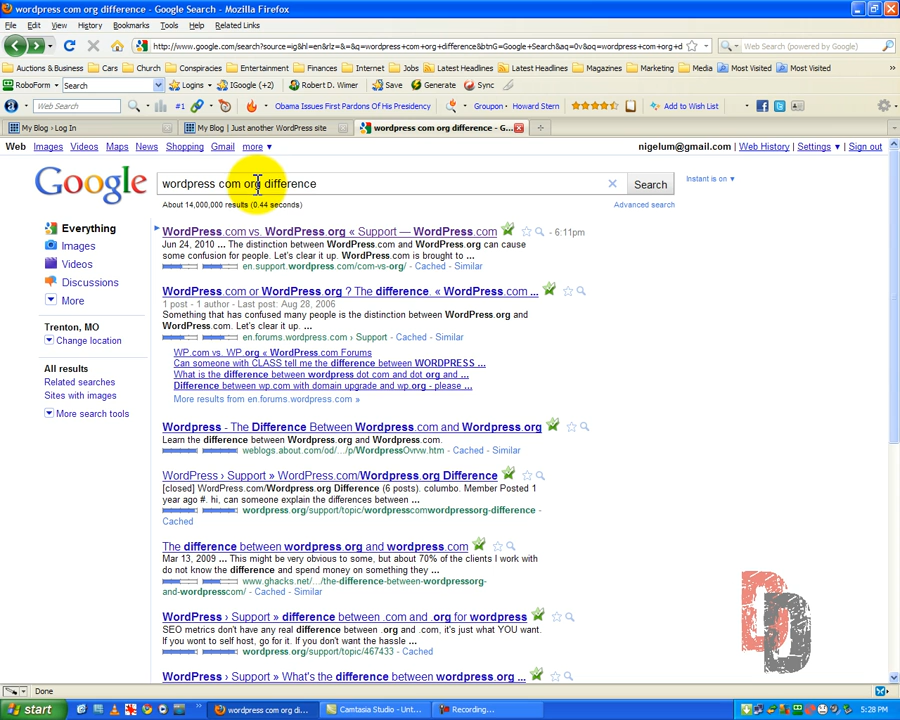 wordpress com org difference - Google Search - Mozilla Firefox
File Edit View History Bookmarks Tools Help Related Links
http://www.google.com/search?source=ig&hl=en&rlz=&=&q=wordpress+com+org+difference&btnG=Google+Search&aq=0v&oq=wordpress+com+or+d
Web Search (powered by Google)
Auctions & Business Cars Church Conspiracies Entertainment Finances Internet Jobs Latest Headlines Latest Headlines Magazines Marketing Media Most Visited Most Visited
RoboForm Search Logins IGoogle (+2) Robert D. Wimer Save Generate Sync
Web Search #1 Obama Issues First Pardons Of His Presidency Groupon Howard Stern Add to Wish List
My Blog › Log In My Blog | Just another WordPress site wordpress com org difference - G...
Web Images Videos Maps News Shopping Gmail more ▼ nigelum@gmail.com | Web History | Settings ▼ | Sign out
Google wordpress com org difference Search Instant is on ▼
About 14,000,000 results (0.44 seconds) Advanced search
Everything
Images
Videos
Discussions
More
Trenton, MO
Change location
All results
Related searches
Sites with images
More search tools
WordPress.com vs. WordPress.org « Support — WordPress.com - 6:11pm
Jun 24, 2010 ... The distinction between WordPress.com and WordPress.org can cause
some confusion for people. Let's clear it up. WordPress.com is brought to ...
en.support.wordpress.com/com-vs-org/ - Cached - Similar
WordPress.com or WordPress.org ? The difference. « WordPress.com ...
1 post - 1 author - Last post: Aug 28, 2006
Something that has confused many people is the distinction between WordPress.org and
WordPress.com. Let's clear it up. ...
en.forums.wordpress.com › Support - Cached - Similar
WP.com vs. WP.org « WordPress.com Forums
Can someone with CLASS tell me the difference between WORDPRESS ...
What is the difference between wordpress dot com and dot org and ...
Difference between wp.com with domain upgrade and wp.org - please ...
More results from en.forums.wordpress.com »
Wordpress - The Difference Between Wordpress.com and Wordpress.org
Learn the difference between Wordpress.org and Wordpress.com.
weblogs.about.com/od/.../p/WordpressOvrvw.htm - Cached - Similar
WordPress › Support » WordPress.com/Wordpress.org Difference
[closed] WordPress.com/Wordpress.org Difference (6 posts). columbo. Member Posted 1
year ago #. hi, can someone explain the differences between ...
wordpress.org/support/topic/wordpresscomwordpressorg-difference -
Cached
The difference between wordpress.org and wordpress.com
Mar 13, 2009 ... This might be very obvious to some, but about 70% of the clients I work with
do not know the difference and spend money on something they ...
www.ghacks.net/.../the-difference-between-wordpressorg-
and-wordpresscom/ - Cached - Similar
WordPress › Support » difference between .com and .org for wordpress
SEO metrics don't have any real difference between .org and .com, it's just what YOU want.
If you wont to self host, go for it. If you don't want the hassle ...
wordpress.org/support/topic/467433 - Cached
WordPress › Support » What's the difference between wordpress.org ...
DD
Done
start wordpress com org di... Camtasia Studio - Unt... Recording... 5:28 PM